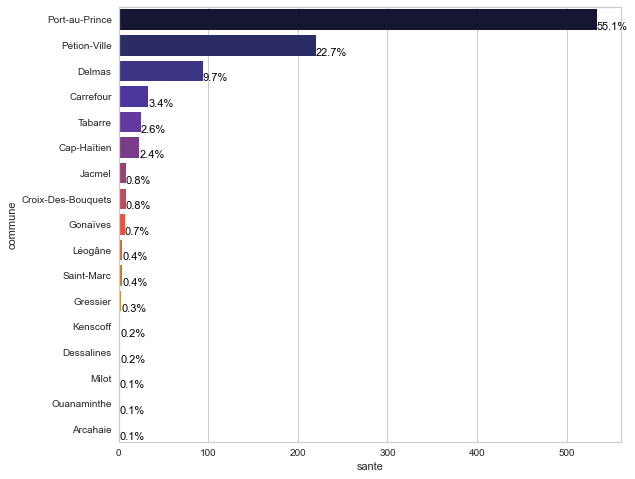 Port-au-Prince 55.1%
Pétion-Ville 22.7%
Delmas 9.7%
Carrefour 3.4%
Tabarre 2.6%
Cap-Haïtien 2.4%
Jacmel 0.8%
Croix-Des-Bouquets 0.8%
Gonaïves 0.7%
Léogâne 0.4%
Saint-Marc 0.4%
Gressier 0.3%
Kenscoff 0.2%
Dessalines 0.2%
Milot 0.1%
Ouanaminthe 0.1%
Arcahaie 0.1%
commune
0 100 200 300 400 500
sante